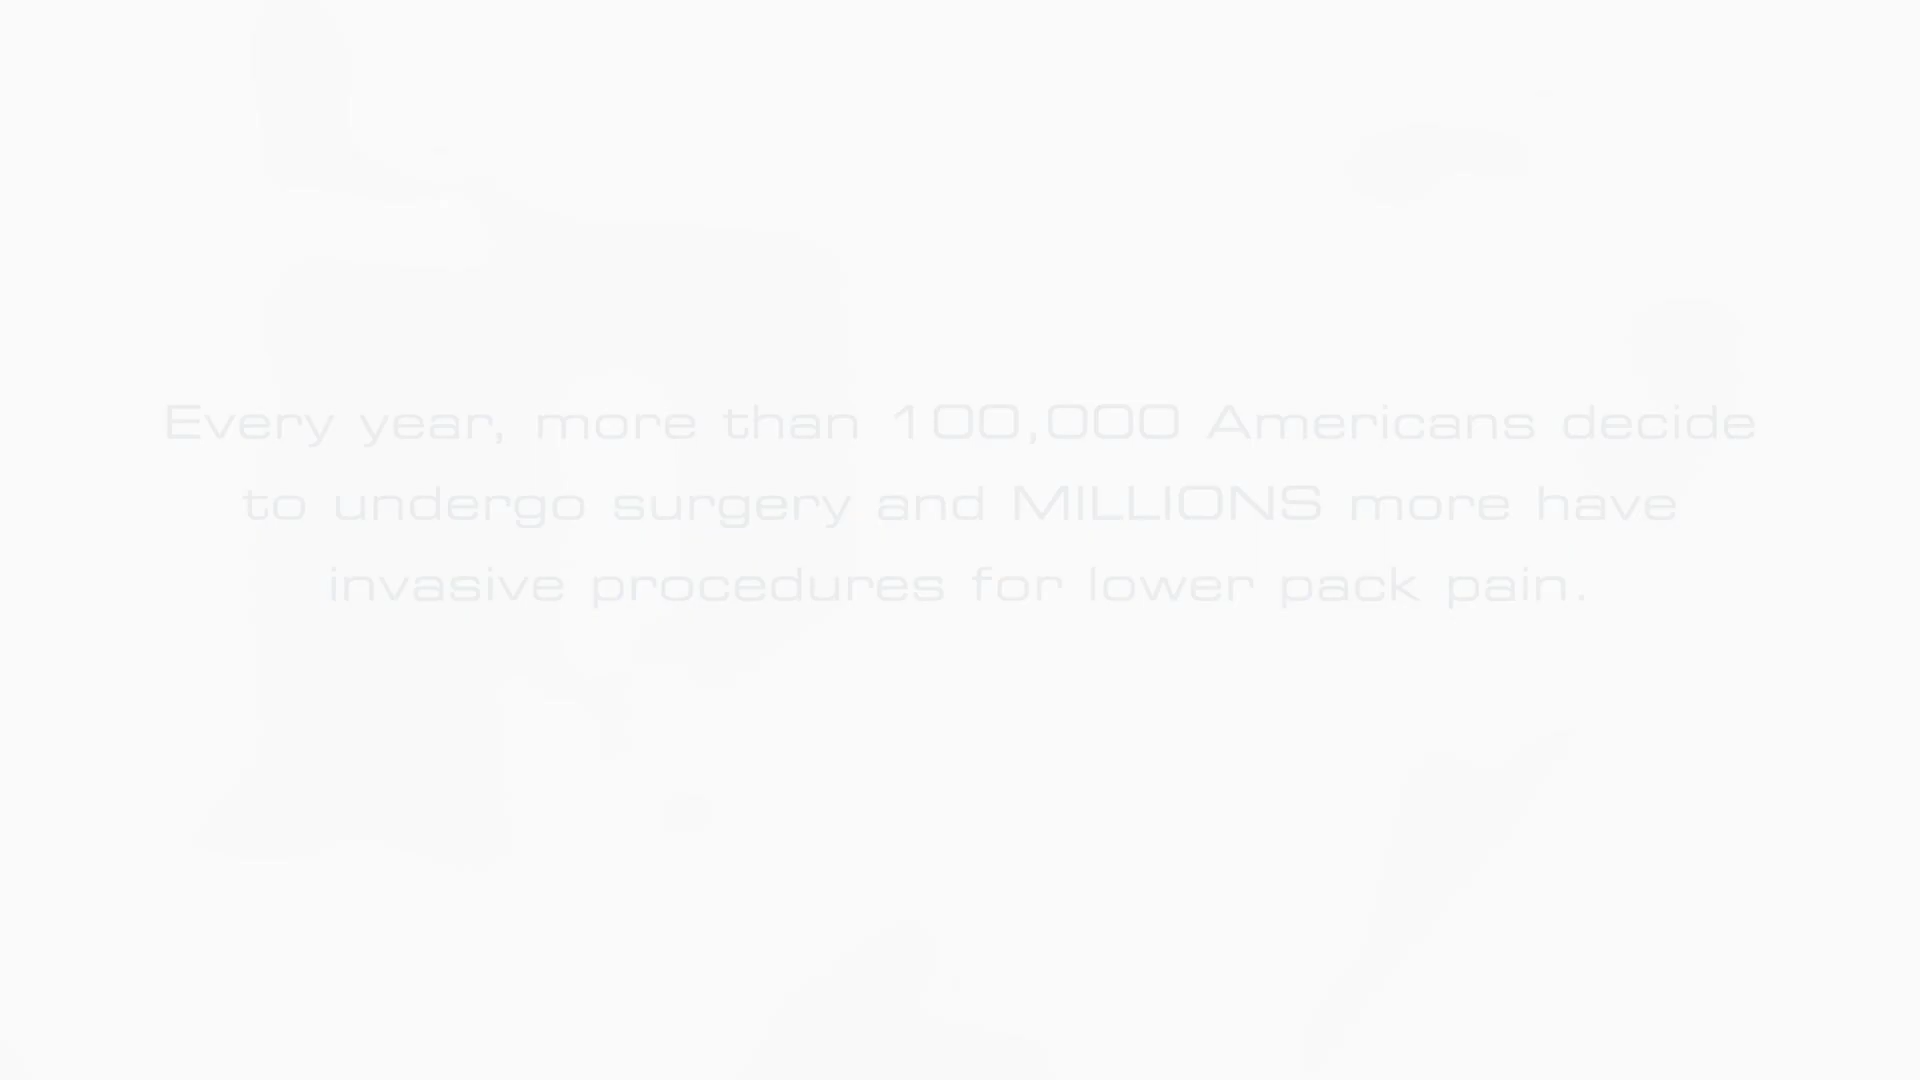 Every year, more than 100,000 Americans decide
to undergo surgery and MILLIONS more have
invasive procedures for lower pack pain.